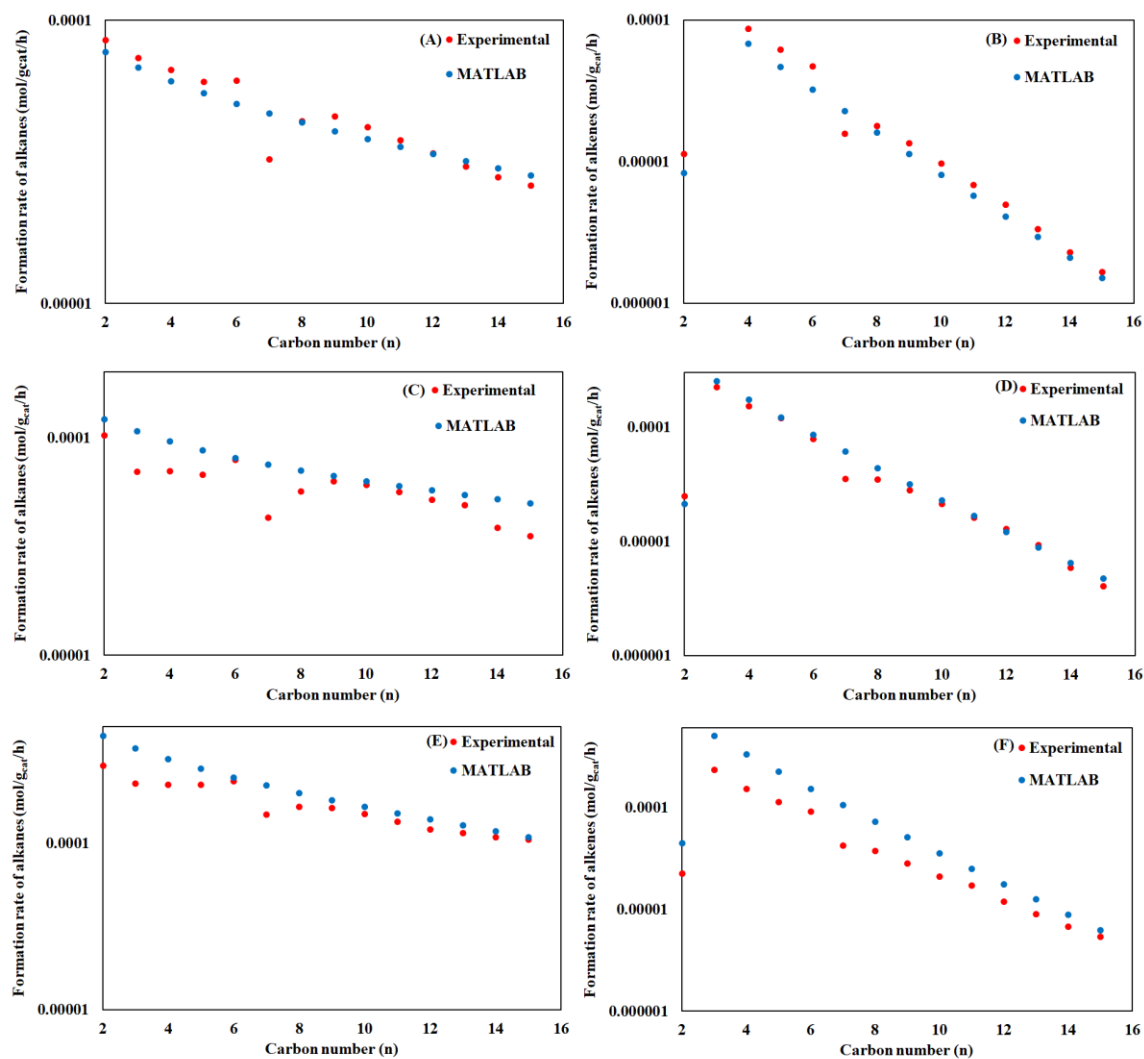 Formation rate of alkanes (mol/gcat/h)
0.0001
0.00001
2 4 6 8 10 12 14 16
Carbon number (n)
(A)
Experimental
MATLAB
Formation rate of alkenes (mol/gcat/h)
0.0001
0.00001
0.000001
2 4 6 8 10 12 14 16
Carbon number (n)
(B)
Experimental
MATLAB
Formation rate of alkanes (mol/gcat/h)
0.0001
0.00001
2 4 6 8 10 12 14 16
Carbon number (n)
(C)
Experimental
MATLAB
Formation rate of alkenes (mol/gcat/h)
0.0001
0.00001
0.000001
2 4 6 8 10 12 14 16
Carbon number (n)
(D)
Experimental
MATLAB
Formation rate of alkanes (mol/gcat/h)
0.0001
0.00001
2 4 6 8 10 12 14 16
Carbon number (n)
(E)
Experimental
MATLAB
Formation rate of alkenes (mol/gcat/h)
0.0001
0.00001
0.000001
2 4 6 8 10 12 14 16
Carbon number (n)
(F)
Experimental
MATLAB